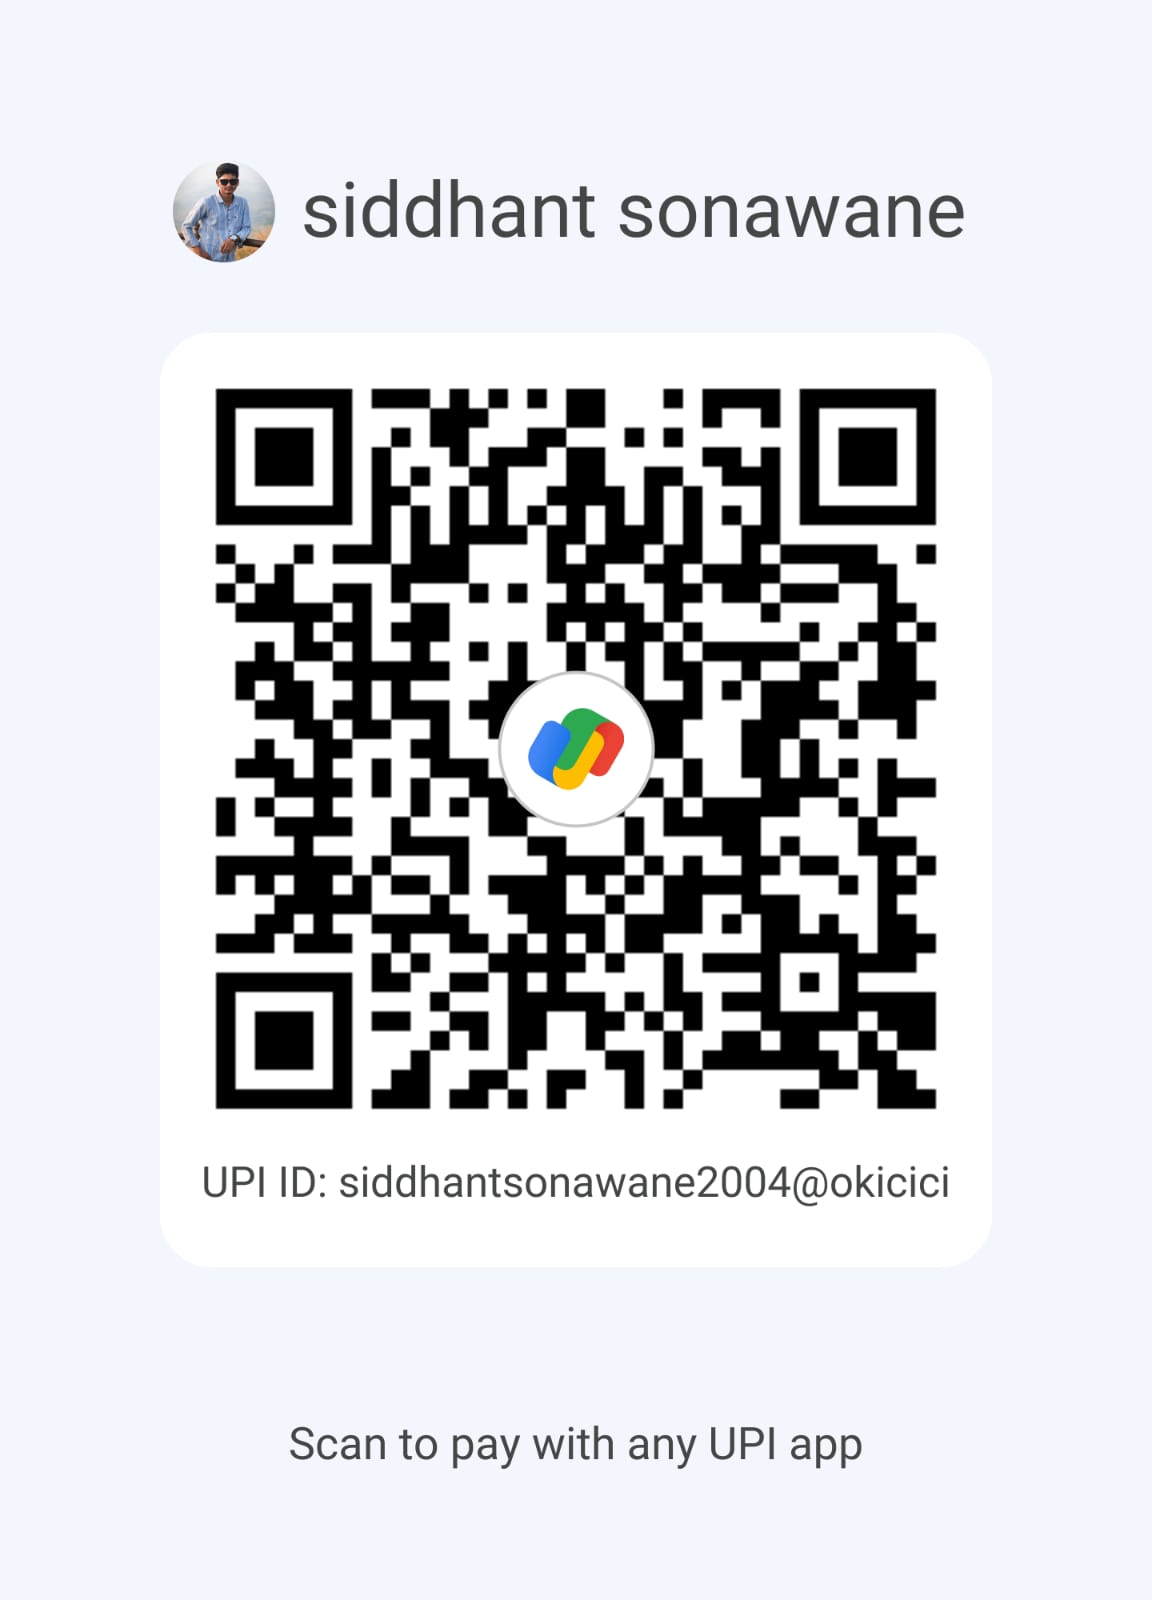 siddhant sonawane
UPI ID: siddhantsonawane2004@okicici
Scan to pay with any UPI app